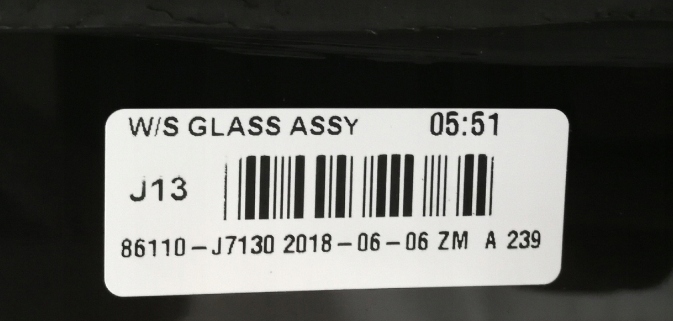 W/S GLASS ASSY 05:51
J13
86110-J7130 2018-06-06 ZM A 239